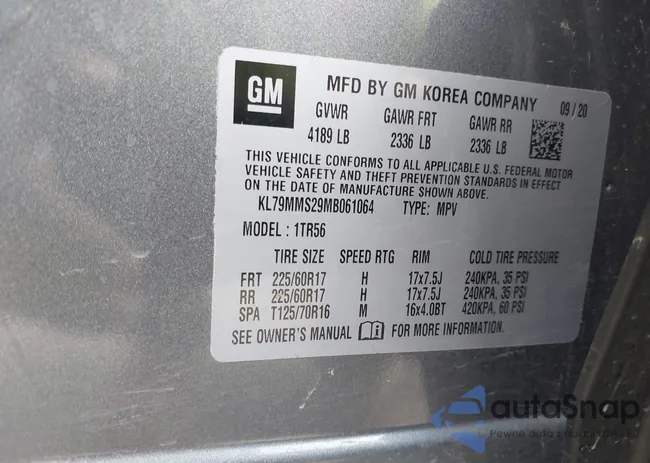 GM
MFD BY GM KOREA COMPANY 09/20
GVWR GAWR FRT GAWR RR
4189 LB 2336 LB 2336 LB
THIS VEHICLE CONFORMS TO ALL APPLICABLE U.S. FEDERAL MOTOR
VEHICLE SAFETY AND THEFT PREVENTION STANDARDS IN EFFECT
ON THE DATE OF MANUFACTURE SHOWN ABOVE.
KL79MMS29MB061064 TYPE: MPV
MODEL: 1TR56
TIRE SIZE SPEED RTG RIM COLD TIRE PRESSURE
FRT 225/60R17 H 17x7.5J 240KPA, 35 PSI
RR 225/60R17 H 17x7.5J 240KPA, 35 PSI
SPA T125/70R16 M 16x4.0BT 420KPA, 60 PSI
SEE OWNER'S MANUAL FOR MORE INFORMATION.
autoSnap
Pewne auto z aukcji